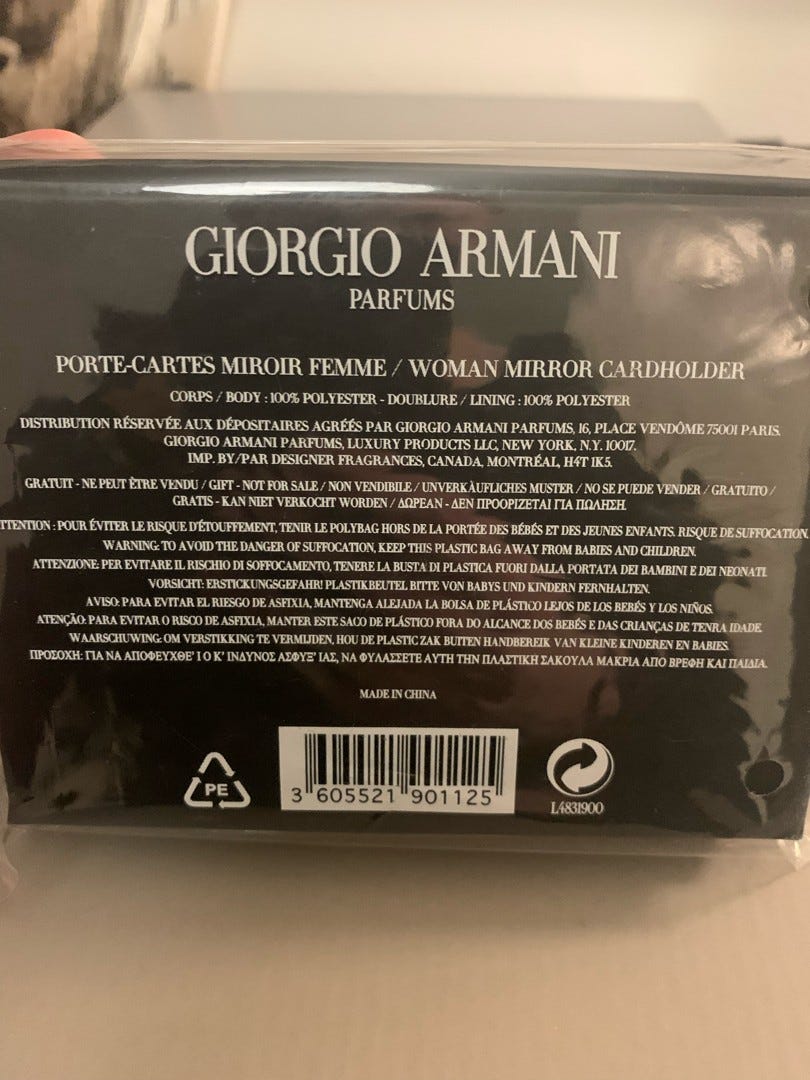 GIORGIO ARMANI
PARFUMS
PORTE-CARTES MIROIR FEMME / WOMAN MIRROR CARDHOLDER
CORPS / BODY : 100% POLYESTER - DOUBLURE / LINING : 100% POLYESTER
DISTRIBUTION RÉSERVÉE AUX DÉPOSITAIRES AGRÉÉS PAR GIORGIO ARMANI PARFUMS, 16, PLACE VENDÔME 75001 PARIS.
GIORGIO ARMANI PARFUMS, LUXURY PRODUCTS LLC, NEW YORK, N.Y. 10017.
IMP. BY/PAR DESIGNER FRAGRANCES, CANADA, MONTRÉAL, H4T 1K5.
GRATUIT - NE PEUT ÊTRE VENDU / GIFT - NOT FOR SALE / NON VENDIBILE / UNVERKÄUFLICHES MUSTER / NO SE PUEDE VENDER / GRATUITO /
GRATIS - KAN NIET VERKOCHT WORDEN / ΔΩΡΕΑΝ - ΔΕΝ ΠΡΟΟΡΙΖΕΤΑΙ ΓΙΑ ΠΩΛΗΣΗ.
TTENTION : POUR ÉVITER LE RISQUE D'ÉTOUFFEMENT, TENIR LE POLYBAG HORS DE LA PORTÉE DES BÉBÉS ET DES JEUNES ENFANTS. RISQUE DE SUFFOCATION.
WARNING: TO AVOID THE DANGER OF SUFFOCATION, KEEP THIS PLASTIC BAG AWAY FROM BABIES AND CHILDREN.
ATTENZIONE: PER EVITARE IL RISCHIO DI SOFFOCAMENTO, TENERE LA BUSTA DI PLASTICA FUORI DALLA PORTATA DEI BAMBINI E DEI NEONATI.
VORSICHT: ERSTICKUNGSGEFAHR! PLASTIKBEUTEL BITTE VON BABYS UND KINDERN FERNHALTEN.
AVISO: PARA EVITAR EL RIESGO DE ASFIXIA, MANTENGA ALEJADA LA BOLSA DE PLÁSTICO LEJOS DE LOS BEBÉS Y LOS NIÑOS.
ATENÇÃO: PARA EVITAR O RISCO DE ASFIXIA, MANTER ESTE SACO DE PLÁSTICO FORA DO ALCANCE DOS BEBÉS E DAS CRIANÇAS DE TENRA IDADE.
WAARSCHUWING: OM VERSTIKKING TE VERMIJDEN, HOU DE PLASTIC ZAK BUITEN HANDBEREIK VAN KLEINE KINDEREN EN BABIES.
ΠΡΟΣΟΧΗ: ΓΙΑ ΝΑ ΑΠΟΦΕΥΧΘΕ' Ι Ο Κ' ΙΝΔΥΝΟΣ ΑΣΦΥΞ' ΙΑΣ, ΝΑ ΦΥΛΑΣΣΕΤΕ ΑΥΤΗ ΤΗΝ ΠΛΑΣΤΙΚΗ ΣΑΚΟΥΛΑ ΜΑΚΡΙΑ ΑΠΟ ΒΡΕΦΗ ΚΑΙ ΠΑΙΔΙΑ.
MADE IN CHINA
PE
3 605521 901125
L4831900